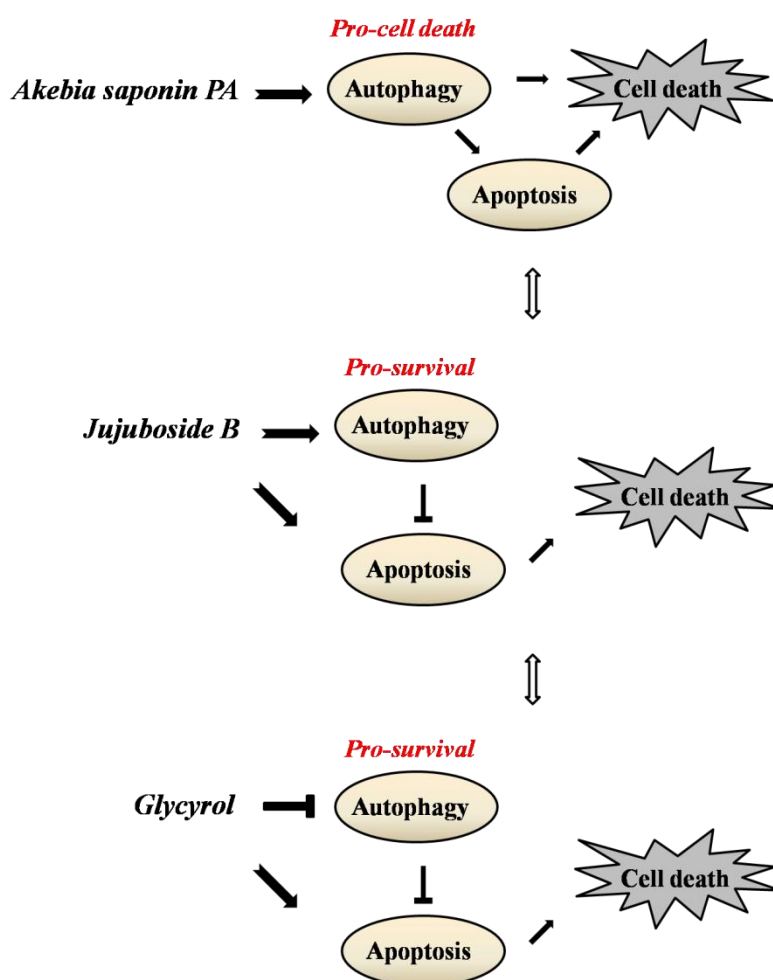 Pro-cell death
Akebia saponin PA
Autophagy
Cell death
Apoptosis
Pro-survival
Jujuboside B
Autophagy
Cell death
Apoptosis
Pro-survival
Glycyrol
Autophagy
Cell death
Apoptosis